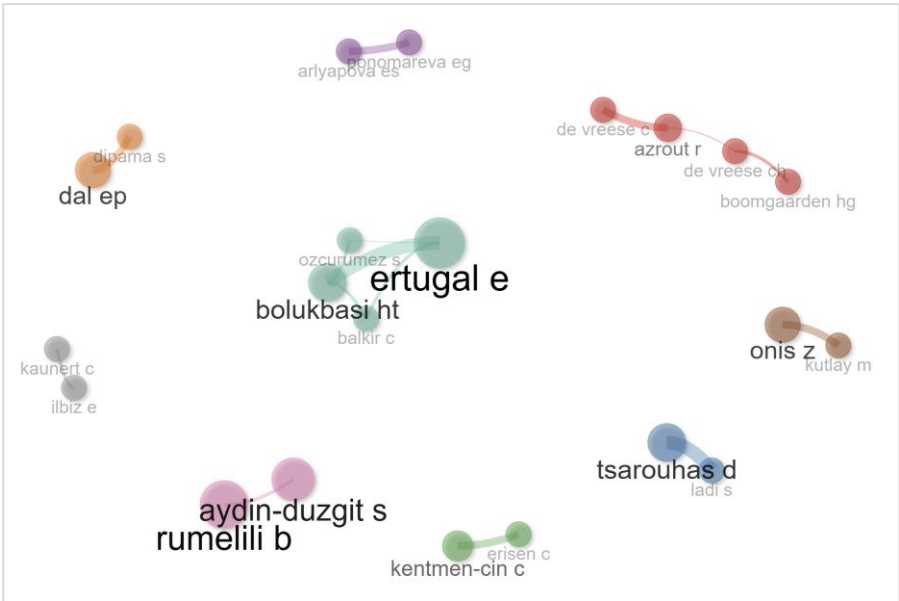 ponomareva eg
arlyapova es
de vreese c
azrout r
dipama s
de vreese ch
dal ep
boomgaarden hg
ozcurumez s
ertugal e
bolukbasi ht
balkir c
onis z
kutlay m
kaunert c
ilbiz e
tsarouhas d
ladi s
aydin-duzgit s
rumelili b
erisen c
kentmen-cin c